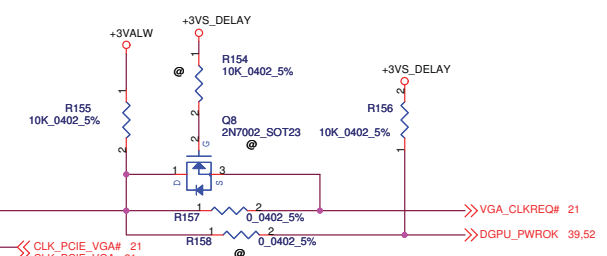 +3VS_DELAY
+3VALW
1
R154
@
10K_0402_5%
+3VS_DELAY
1
2
2
R155
10K_0402_5%
Q8
2N7002_SOT23
R156
10K_0402_5%
2
G
@
2
1
1
3
D
S
1
2
VGA_CLKREQ# 21
R157
0_0402_5%
1
2
DGPU_PWROK 39,52
R158
0_0402_5%
CLK_PCIE_VGA# 21
@